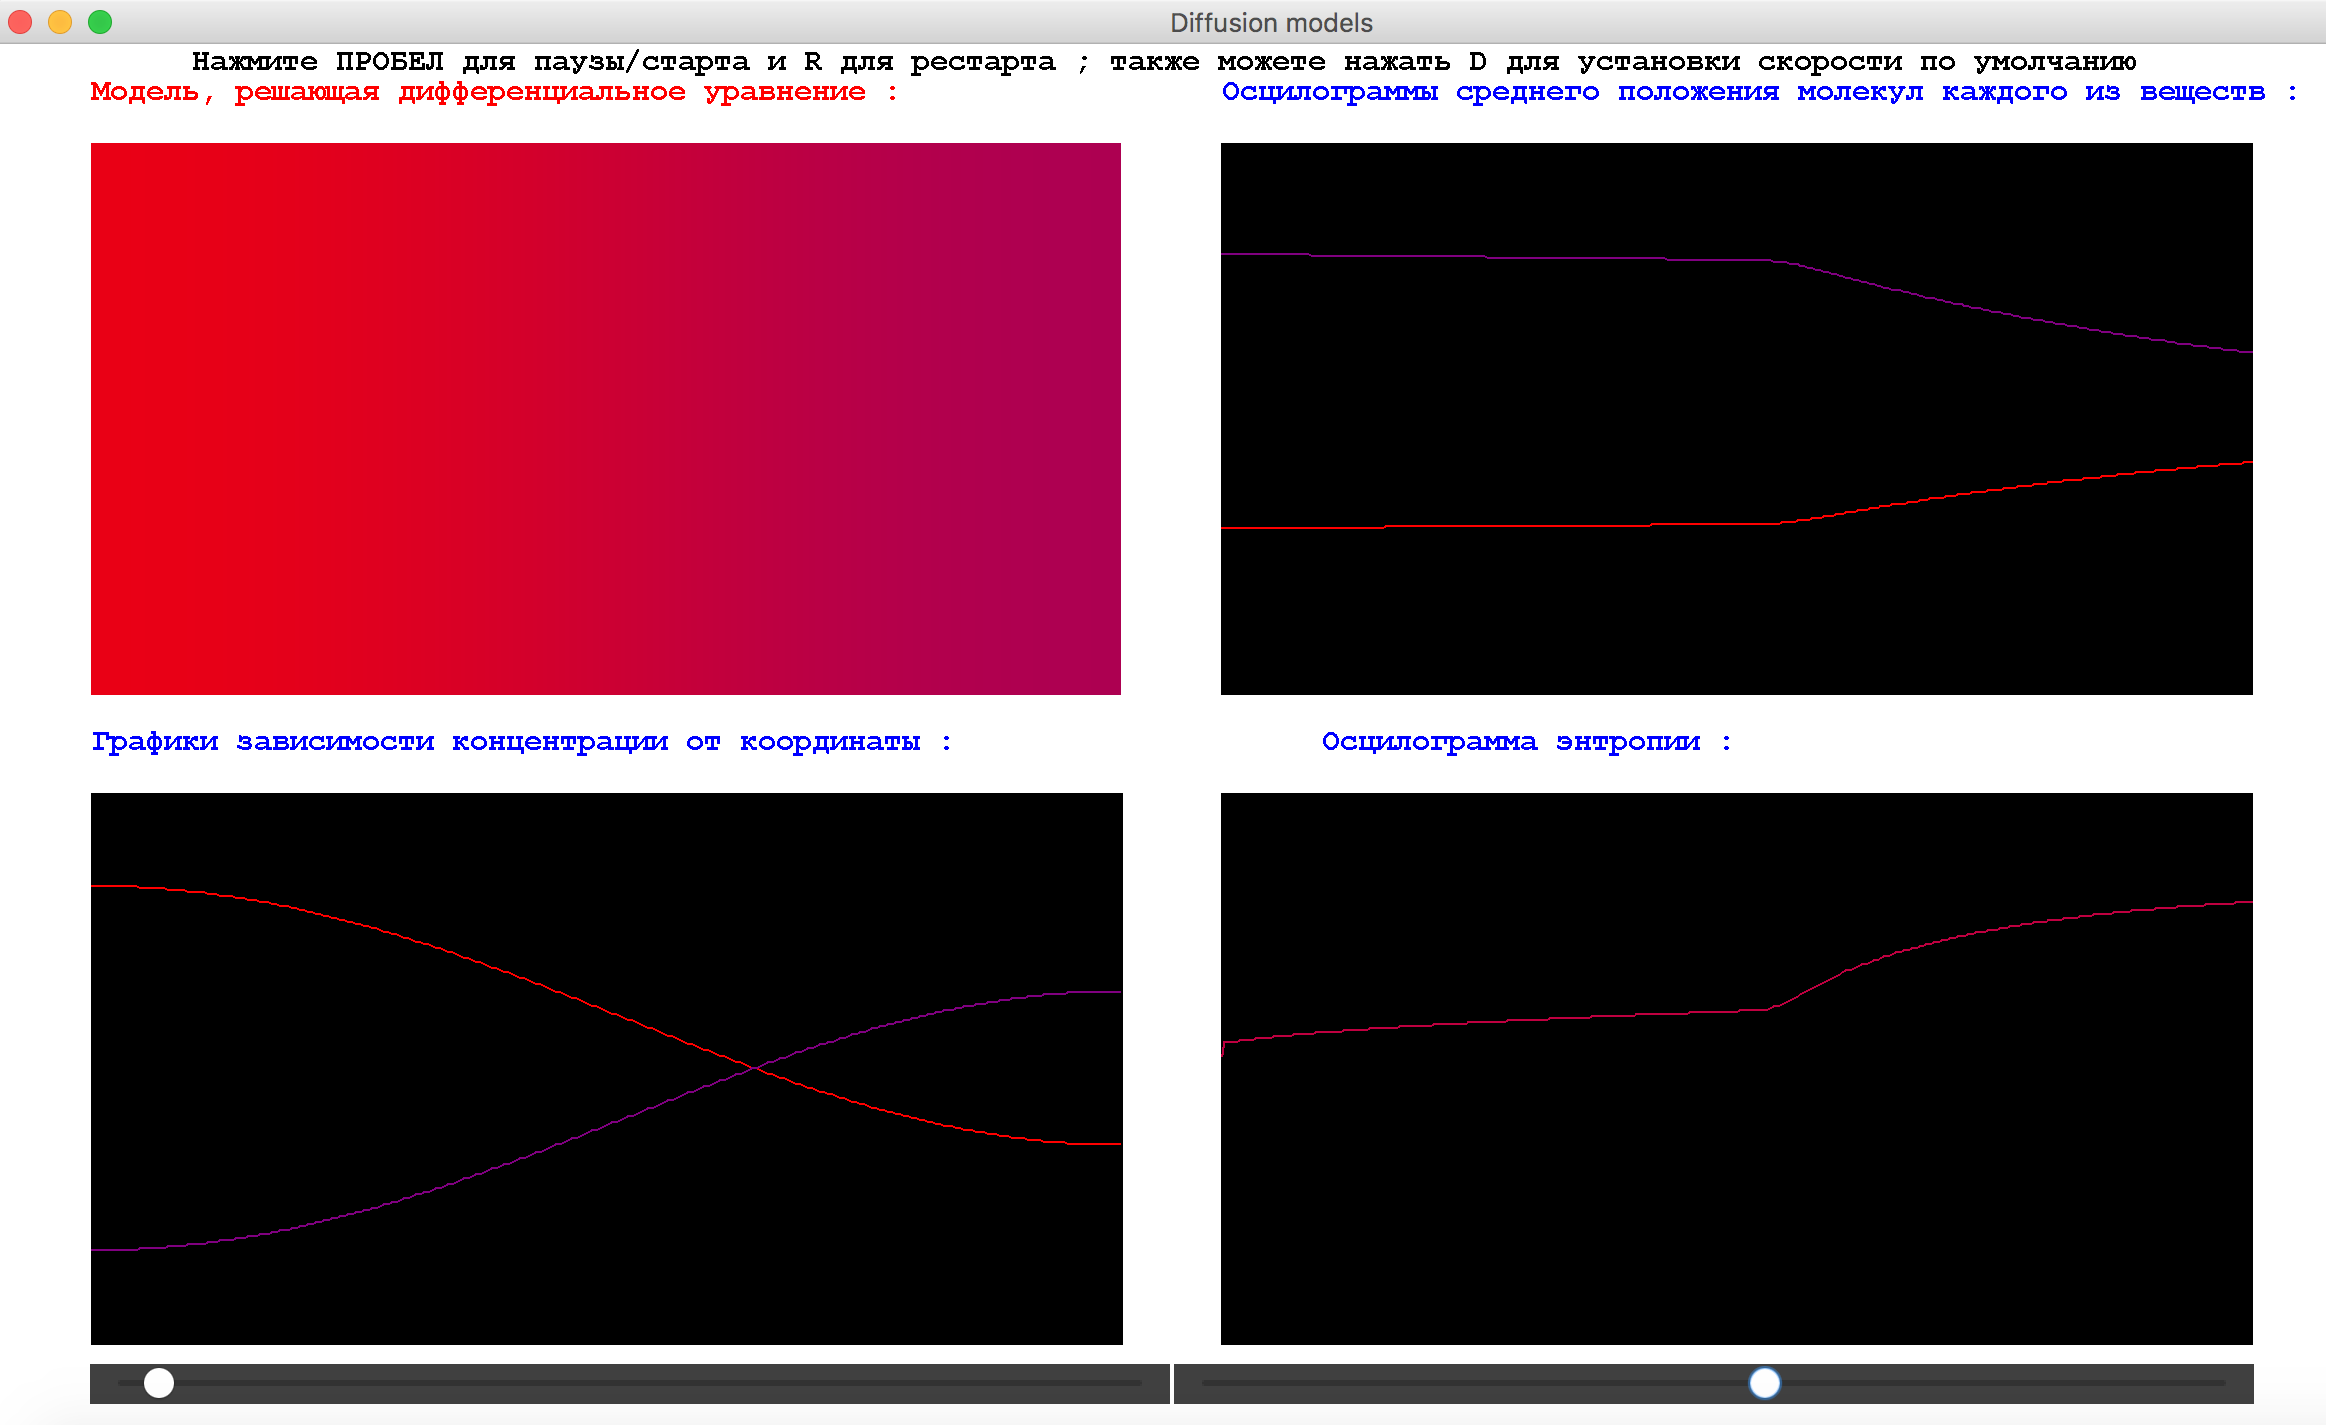 Diffusion models
Нажмите ПРОБЕЛ для паузы/старта и R для рестарта ; также можете нажать D для установки скорости по умолчанию
Модель, решающая дифференциальное уравнение :
Осцилограммы среднего положения молекул каждого из веществ :
Графики зависимости концентрации от координаты :
Осцилограмма энтропии :